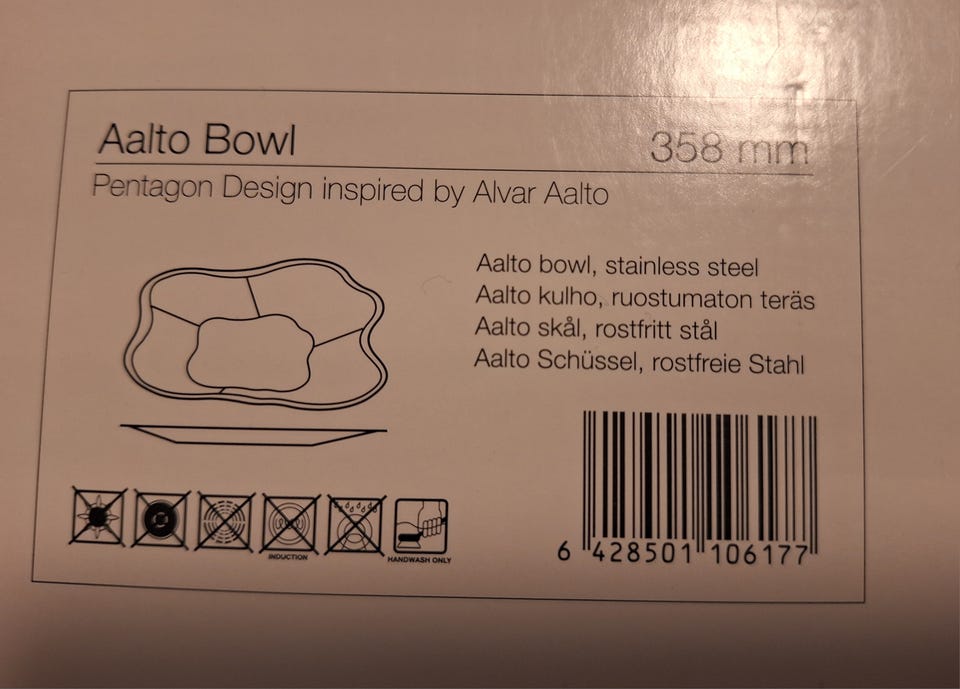 Aalto Bowl 358 mm
Pentagon Design inspired by Alvar Aalto
Aalto bowl, stainless steel
Aalto kulho, ruostumaton teräs
Aalto skål, rostfritt stål
Aalto Schüssel, rostfreie Stahl
INDUCTION
HANDWASH ONLY
6 428501 106177